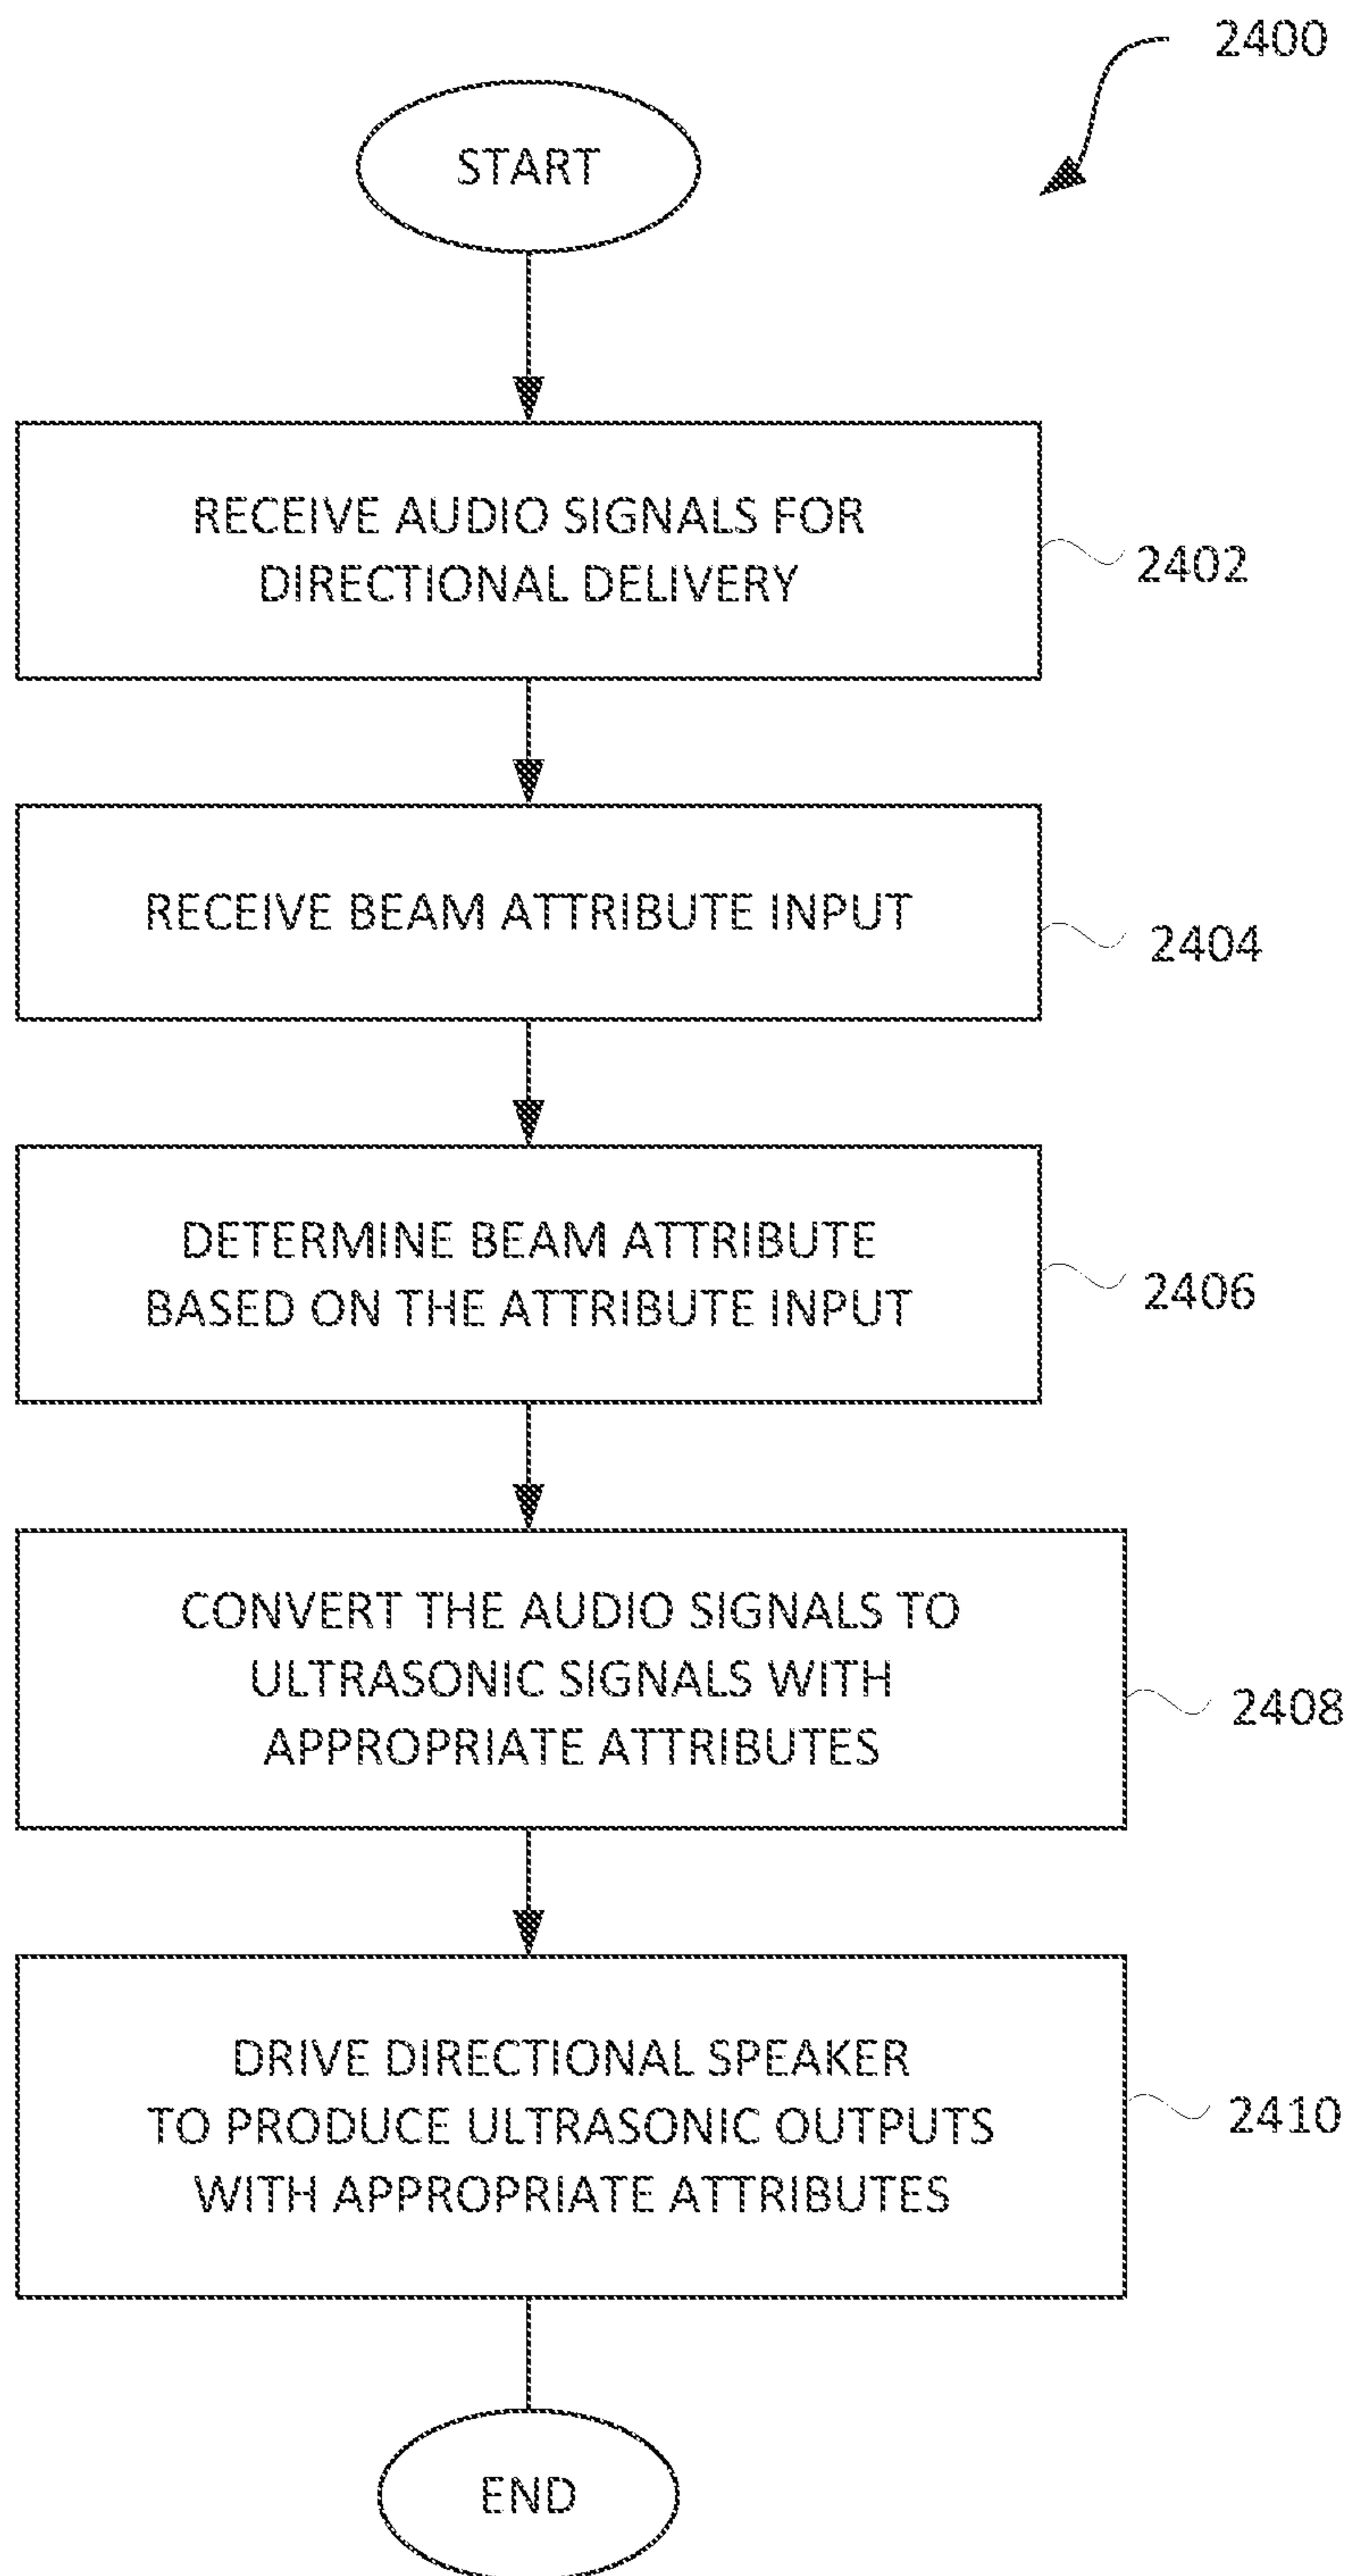 2400
START
RECEIVE AUDIO SIGNALS FOR
DIRECTIONAL DELIVERY
2402
RECEIVE BEAM ATTRIBUTE INPUT
2404
DETERMINE BEAM ATTRIBUTE
BASED ON THE ATTRIBUTE INPUT
2406
CONVERT THE AUDIO SIGNALS TO
ULTRASONIC SIGNALS WITH
APPROPRIATE ATTRIBUTES
2408
DRIVE DIRECTIONAL SPEAKER
TO PRODUCE ULTRASONIC OUTPUTS
WITH APPROPRIATE ATTRIBUTES
2410
END